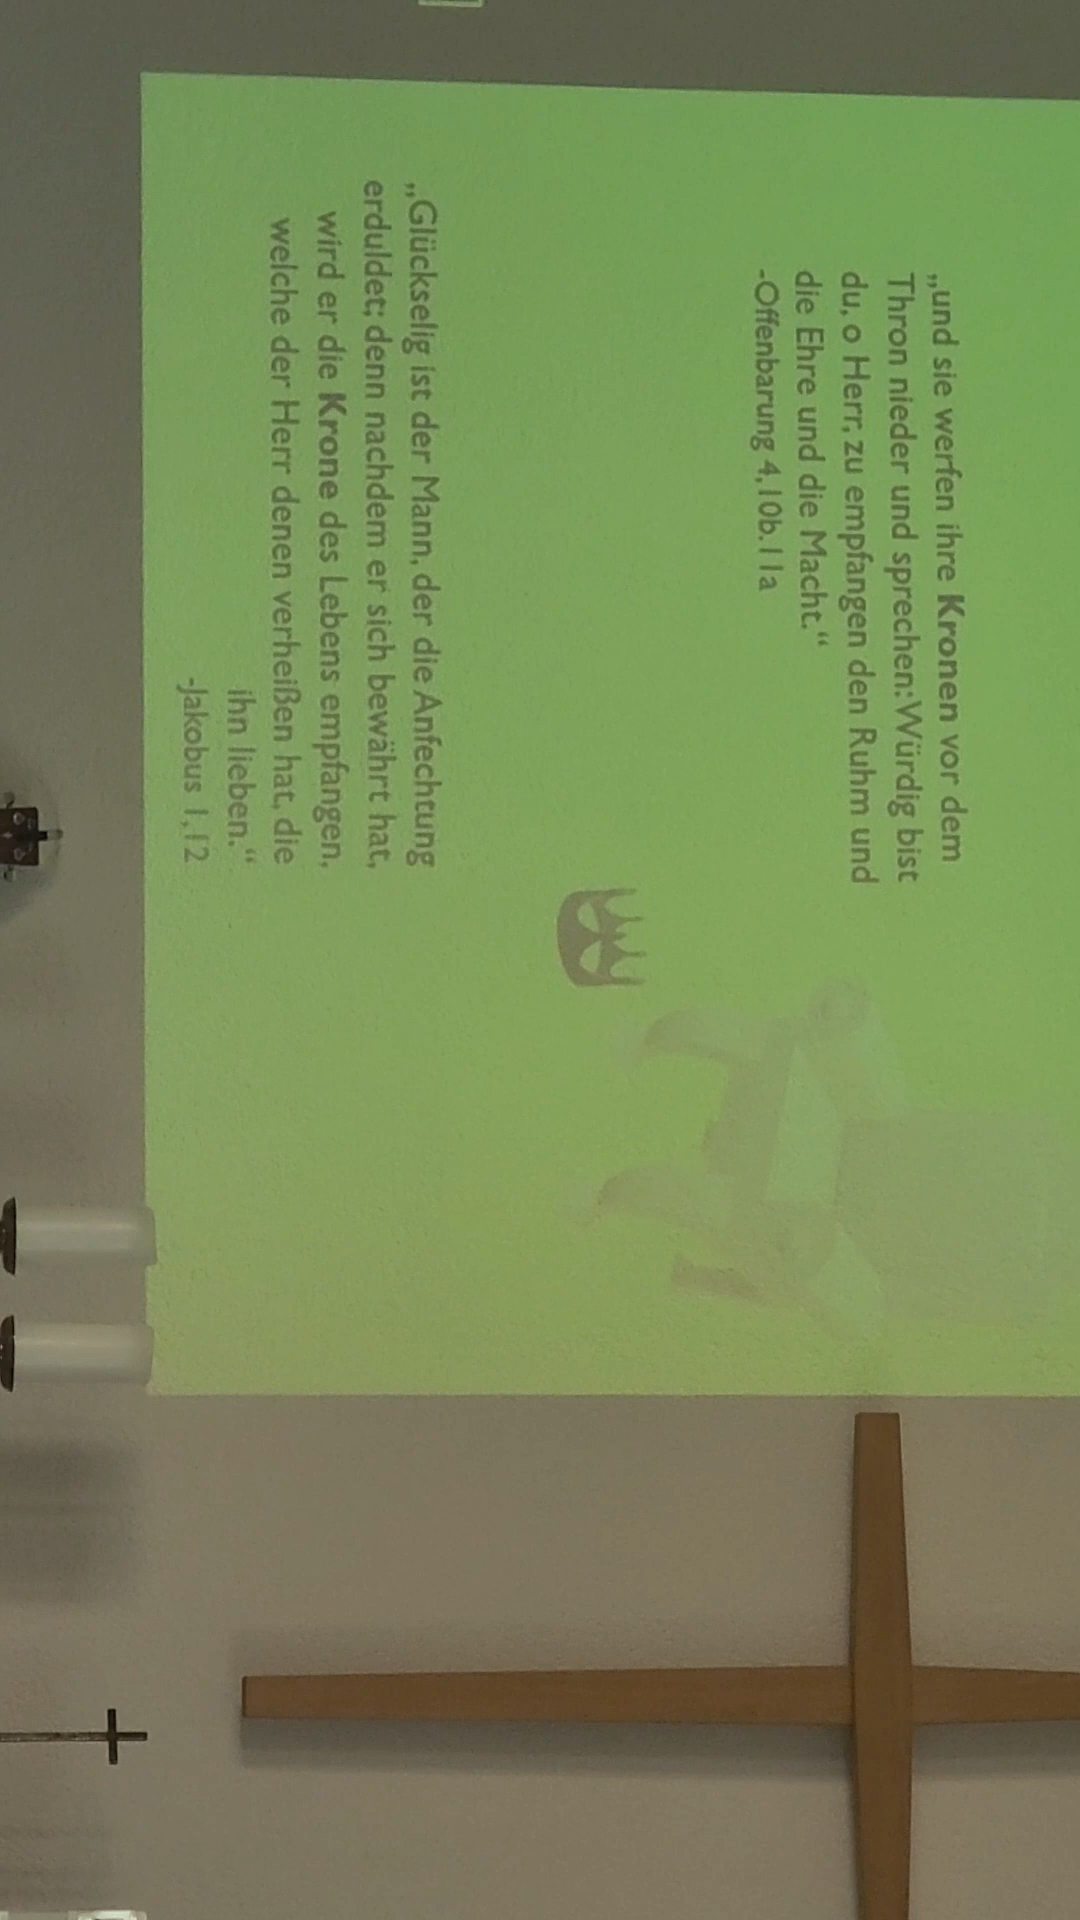 „und sie werfen ihre Kronen vor dem
Thron nieder und sprechen: Würdig bist
du, o Herr, zu empfangen den Ruhm und
die Ehre und die Macht.“
-Offenbarung 4,10b.11a
„Glückselig ist der Mann, der die Anfechtung
erduldet; denn nachdem er sich bewährt hat,
wird er die Krone des Lebens empfangen,
welche der Herr denen verheißen hat, die
ihn lieben.“
-Jakobus 1,12